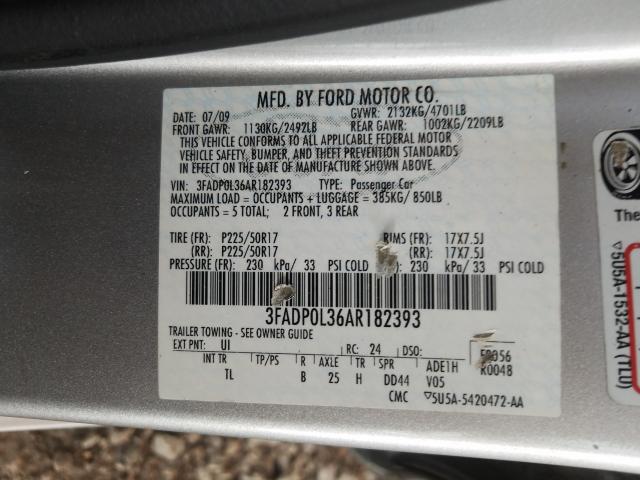 MFD. BY FORD MOTOR CO.
DATE: 07/09 GVWR: 2132KG/4701LB
FRONT GAWR: 1130KG/2492LB REAR GAWR: 1002KG/2209LB
THIS VEHICLE CONFORMS TO ALL APPLICABLE FEDERAL MOTOR
VEHICLE SAFETY, BUMPER, AND THEFT PREVENTION STANDARDS
IN EFFECT ON THE DATE OF MANUFACTURE SHOWN ABOVE.
VIN: 3FADP0L36AR182393 TYPE: Passenger Car
MAXIMUM LOAD = OCCUPANTS + LUGGAGE = 385KG/ 850LB
OCCUPANTS = 5 TOTAL; 2 FRONT, 3 REAR
TIRE (FR): P225/50R17 RIMS (FR): 17X7.5J
(RR): P225/50R17 (RR): 17X7.5J
PRESSURE (FR): 230 kPa/ 33 PSI COLD 230 kPa/ 33 PSI COLD
3FADP0L36AR182393
TRAILER TOWING - SEE OWNER GUIDE
EXT PNT: UI RC: 24 DSO: F0056
INT TR TP/PS R AXLE TR SPR ADE1H R0048
TL B 25 H DD44 V05
CMC 5U5A-5420472-AA
The
5U5A-1532-AA (TL0)